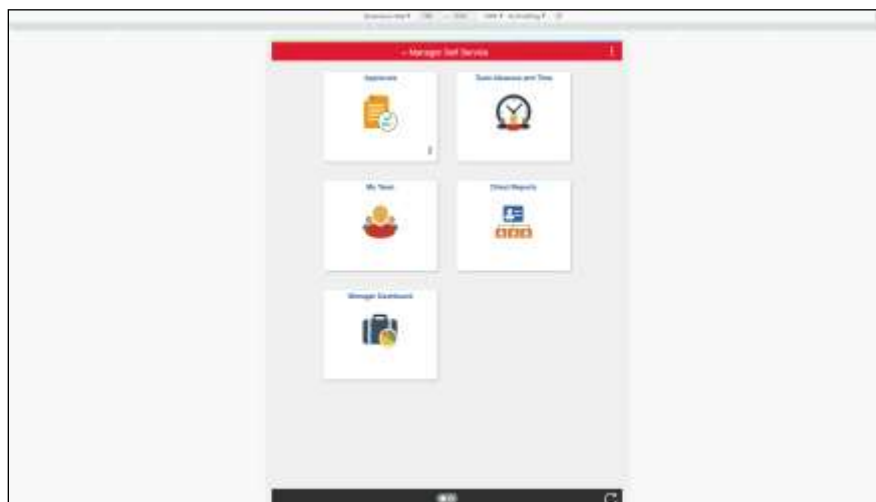 Manager Self Service
Approvals
Team Absence and Time
My Team
Direct Reports
Manager Dashboard